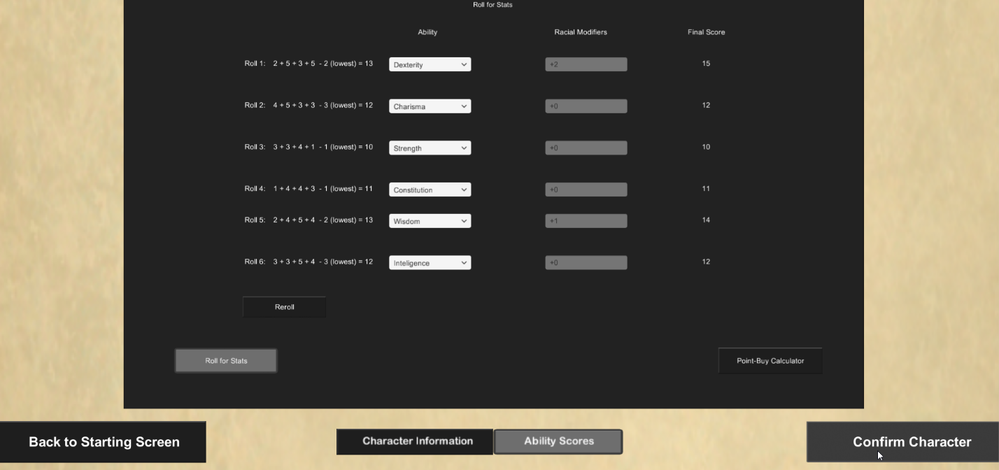 Roll for Stats
Ability Racial Modifiers Final Score
Roll 1: 2 + 5 + 3 + 5 - 2 (lowest) = 13 Dexterity +2 15
Roll 2: 4 + 5 + 3 + 3 - 3 (lowest) = 12 Charisma +0 12
Roll 3: 3 + 3 + 4 + 1 - 1 (lowest) = 10 Strength +0 10
Roll 4: 1 + 4 + 4 + 3 - 1 (lowest) = 11 Constitution +0 11
Roll 5: 2 + 4 + 5 + 4 - 2 (lowest) = 13 Wisdom +1 14
Roll 6: 3 + 3 + 5 + 4 - 3 (lowest) = 12 Inteligence +0 12
Reroll
Roll for Stats Point-Buy Calculator
Back to Starting Screen Character Information Ability Scores Confirm Character